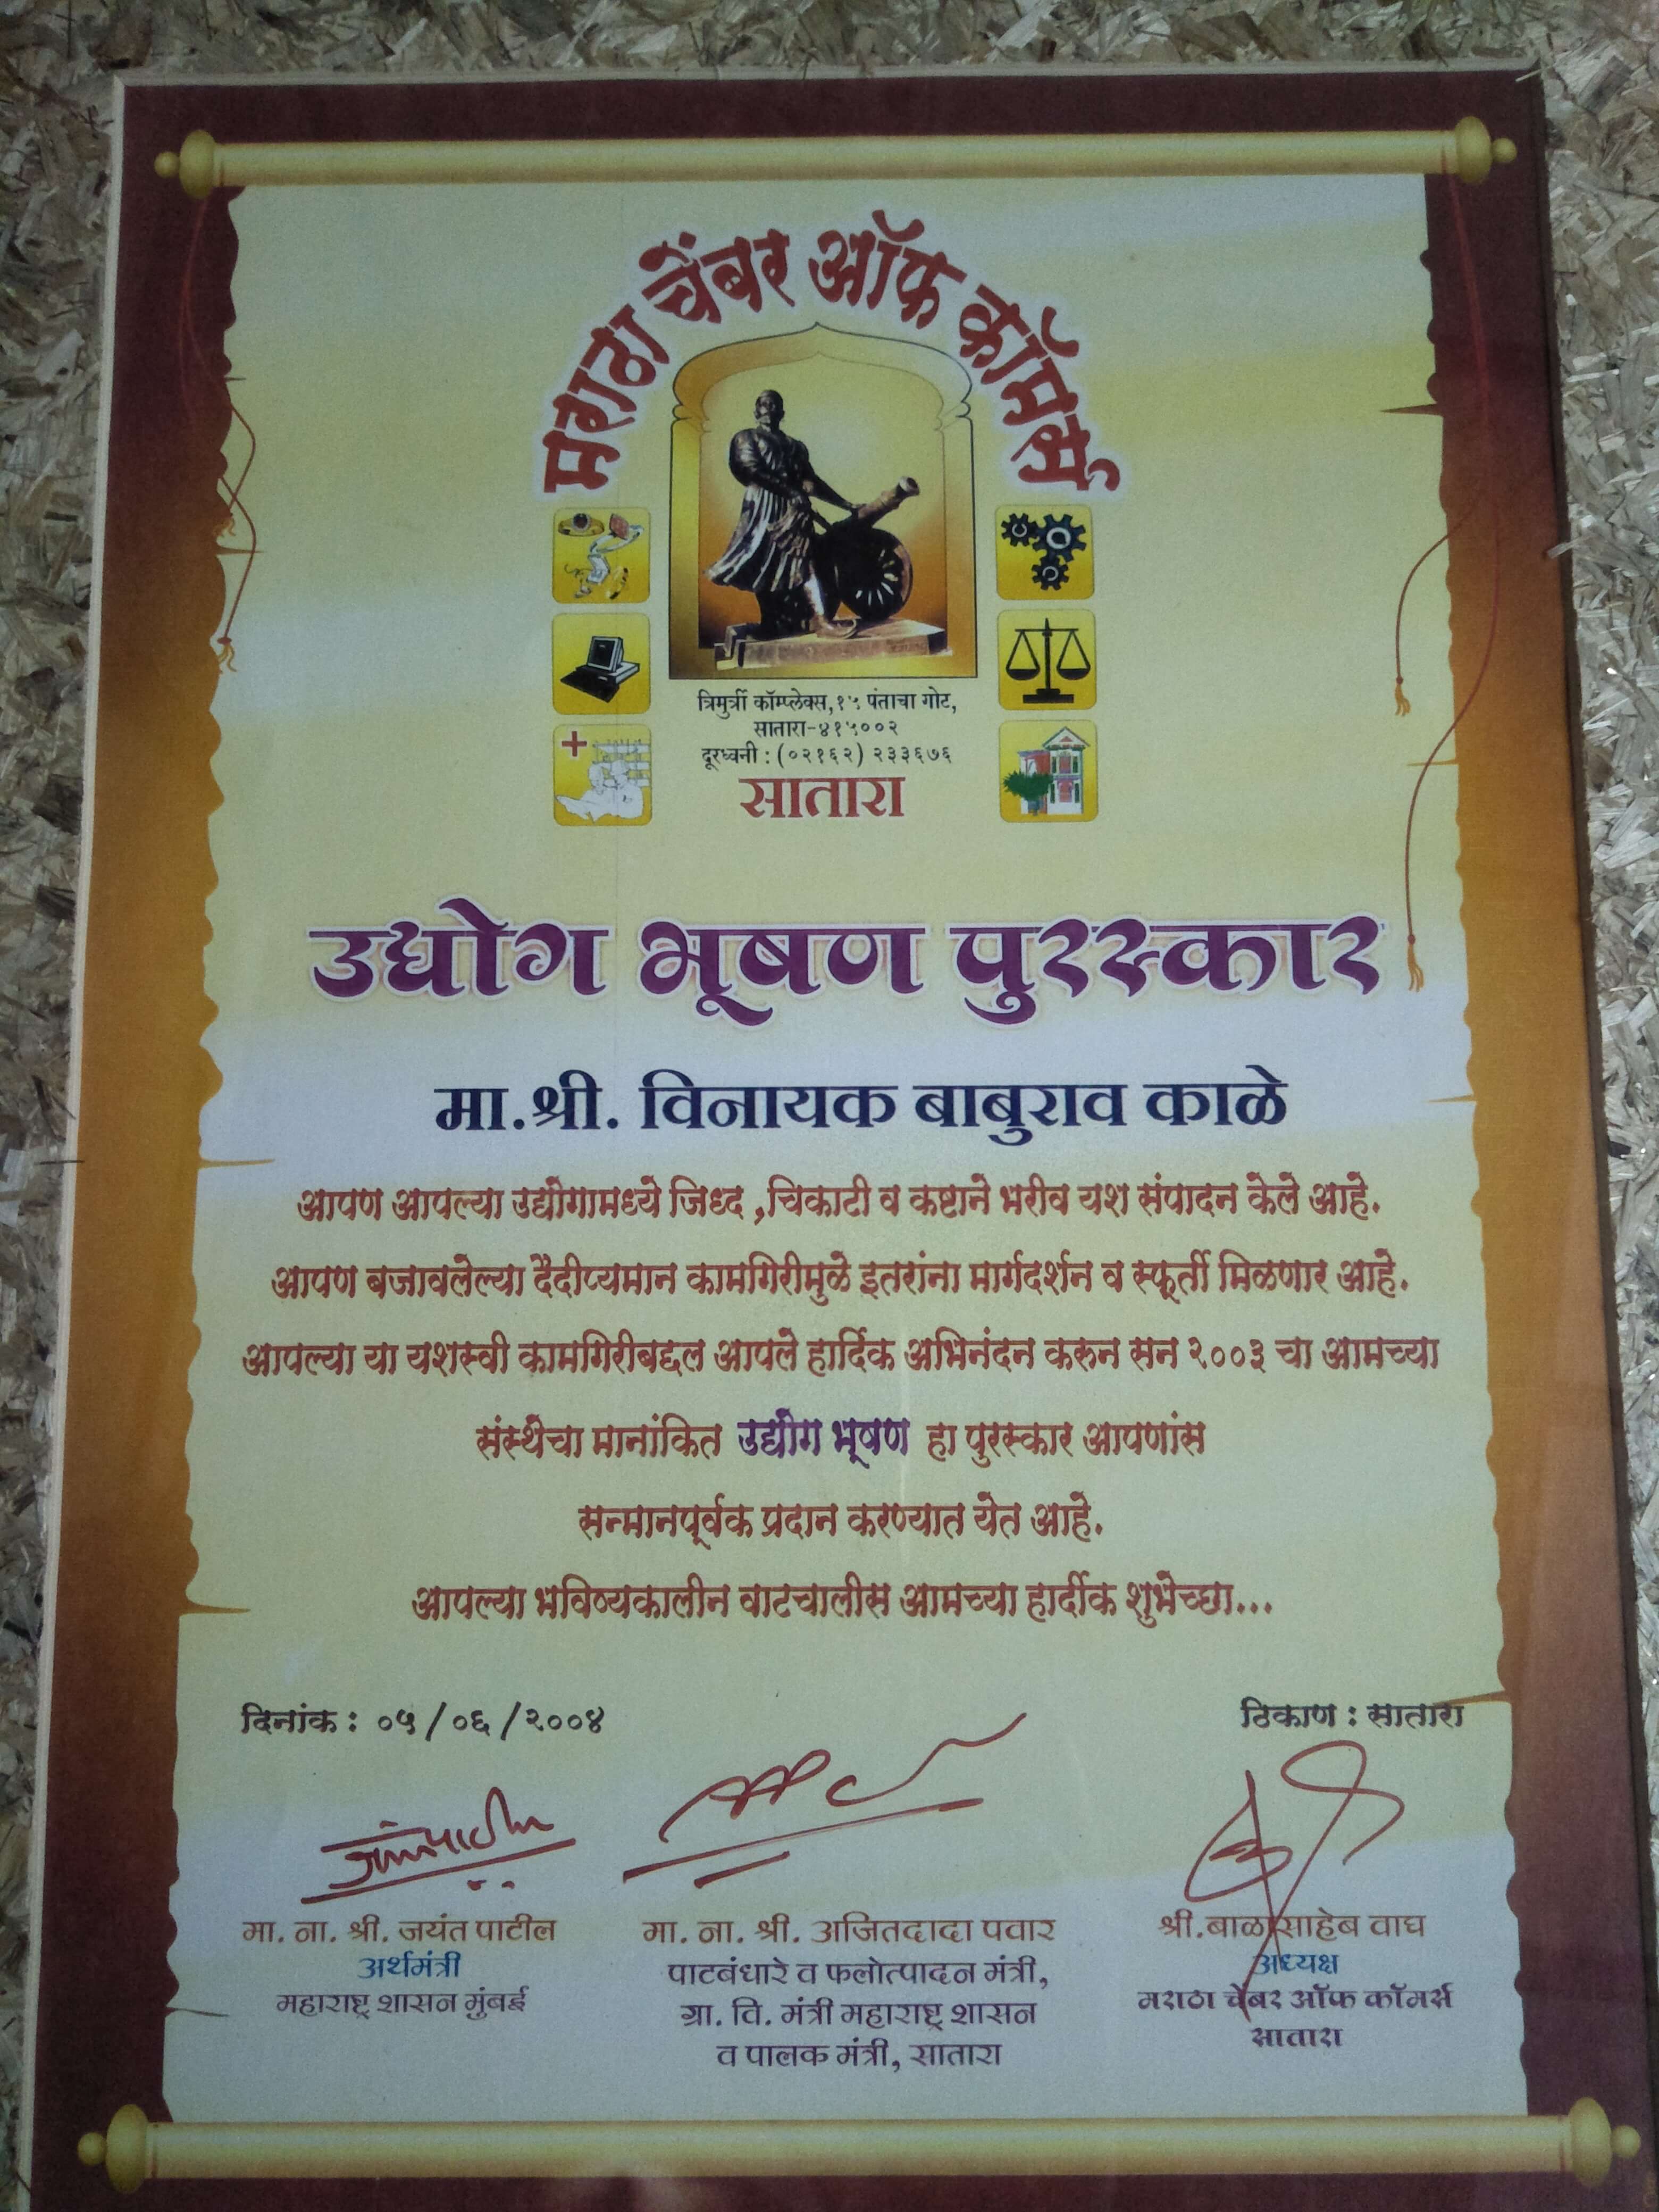 मराठा चेंबर ऑफ कॉमर्स
त्रिमुर्त्री कॉम्प्लेक्स,१५ पंताचा गोट,
सातारा-४१५००२
दूरध्वनी : (०२१६२) २३३६७६
सातारा
उद्योग भूषण पुरस्कार
मा.श्री. विनायक बाबुराव काळे
आपण आपल्या उद्योगामध्ये जिध्द ,चिकाटी व कष्टाने भरीव यश संपादन केले आहे.
आपण बजावलेल्या दैदीप्यमान कामगिरीमुळे इतरांना मार्गदर्शन व स्फूर्ती मिळणार आहे.
आपल्या या यशस्वी कामगिरीबद्दल आपले हार्दिक अभिनंदन करुन सन २००३ चा आमच्या
संस्थेचा मानांकित उद्योग भूषण हा पुरस्कार आपणांस
सन्मानपूर्वक प्रदान करण्यात येत आहे.
आपल्या भविष्यकालीन वाटचालीस आमच्या हार्दीक शुभेच्छा...
दिनांक : ०५/०६/२००४ ठिकाण : सातारा
मा. ना. श्री. जयंत पाटील मा. ना. श्री. अजितदादा पवार श्री.बाळासाहेब वाघ
अर्थमंत्री पाटबंधारे व फलोत्पादन मंत्री, अध्यक्ष
महाराष्ट्र शासन मुंबई ग्रा. वि. मंत्री महाराष्ट्र शासन मराठा चेंबर ऑफ कॉमर्स
व पालक मंत्री, सातारा सातारा